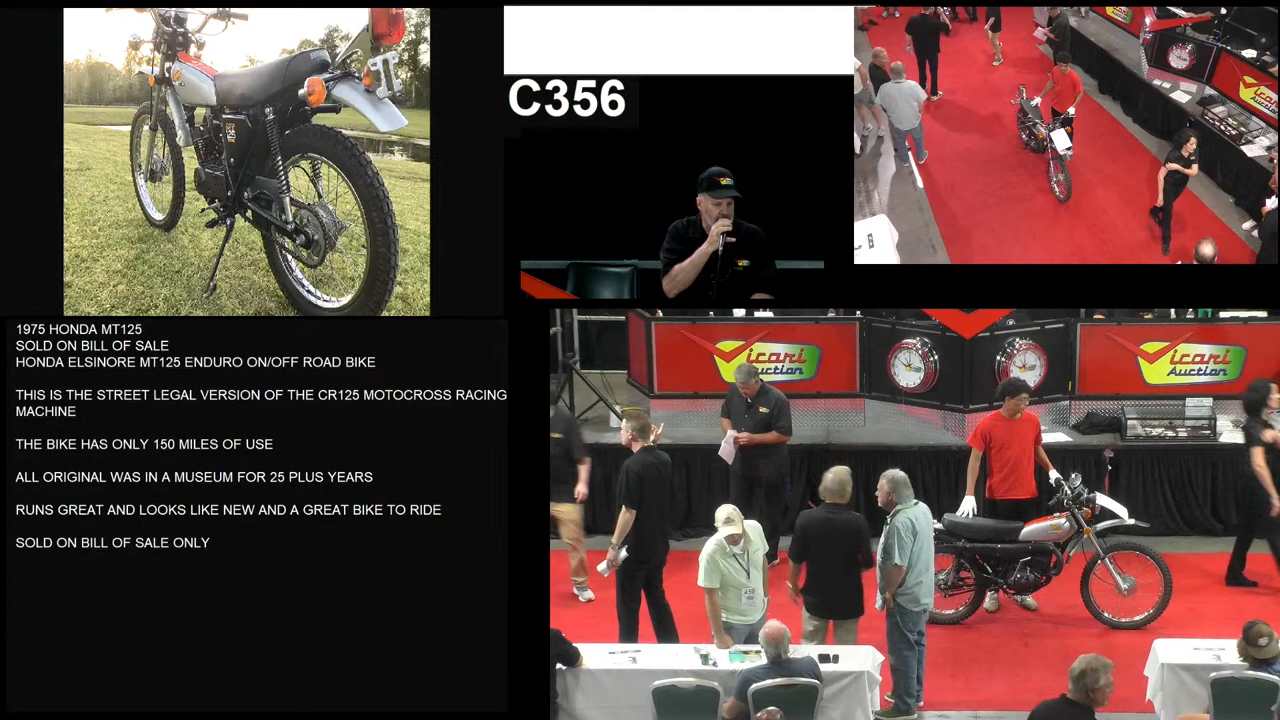 C356
1975 HONDA MT125
SOLD ON BILL OF SALE
HONDA ELSINORE MT125 ENDURO ON/OFF ROAD BIKE
THIS IS THE STREET LEGAL VERSION OF THE CR125 MOTOCROSS RACING
MACHINE
THE BIKE HAS ONLY 150 MILES OF USE
ALL ORIGINAL WAS IN A MUSEUM FOR 25 PLUS YEARS
RUNS GREAT AND LOOKS LIKE NEW AND A GREAT BIKE TO RIDE
SOLD ON BILL OF SALE ONLY
Vicari
Auction
Vicari
Auction
Vicari
Auction